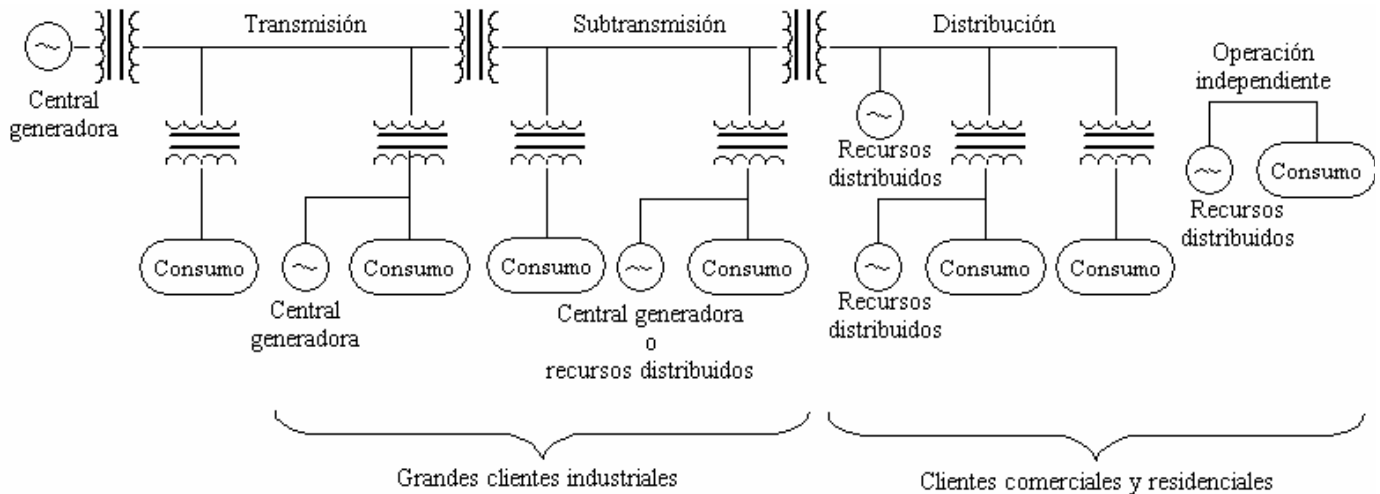 Transmisión
Subtransmisión
Distribución
Operación
independiente
Central
generadora
Recursos
distribuidos
Consumo
Recursos
distribuidos
Consumo
Consumo
Consumo
Consumo
Consumo
Consumo
Central
generadora
Central generadora
o
recursos distribuidos
Recursos
distribuidos
Grandes clientes industriales
Clientes comerciales y residenciales